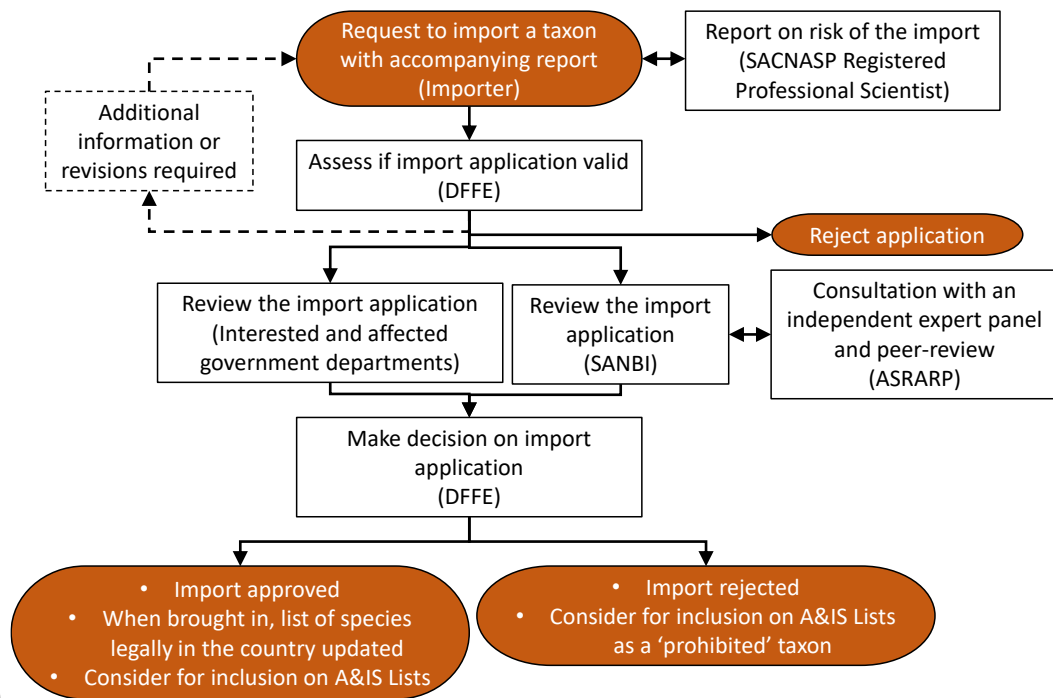 Request to import a taxon
with accompanying report
(Importer)
Report on risk of the import
(SACNASP Registered
Professional Scientist)
Additional
information or
revisions required
Assess if import application valid
(DFFE)
Reject application
Review the import application
(Interested and affected
government departments)
Review the import
application
(SANBI)
Consultation with an
independent expert panel
and peer-review
(ASRARP)
Make decision on import
application
(DFFE)
• Import approved
• When brought in, list of species
legally in the country updated
• Consider for inclusion on A&IS Lists
• Import rejected
• Consider for inclusion on A&IS Lists
as a ‘prohibited’ taxon